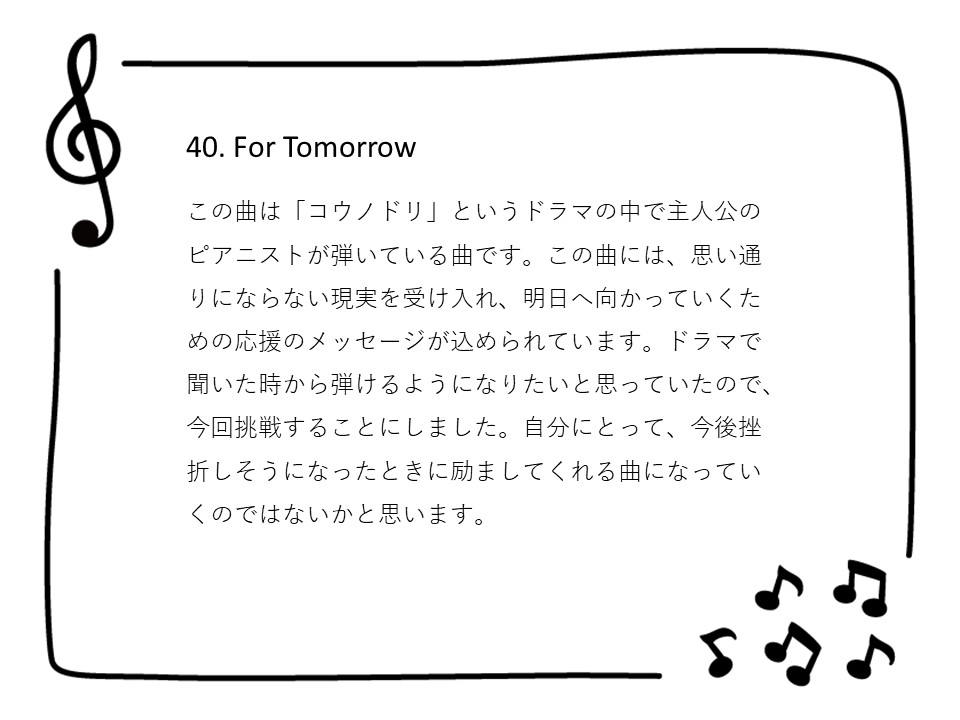 40. For Tomorrow
この曲は「コウノドリ」というドラマの中で主人公の
ピアニストが弾いている曲です。この曲には、思い通
りにならない現実を受け入れ、明日へ向かっていくた
めの応援のメッセージが込められています。ドラマで
聞いた時から弾けるようになりたいと思っていたので、
今回挑戦することにしました。自分にとって、今後挫
折しそうになったときに励ましてくれる曲になってい
くのではないかと思います。